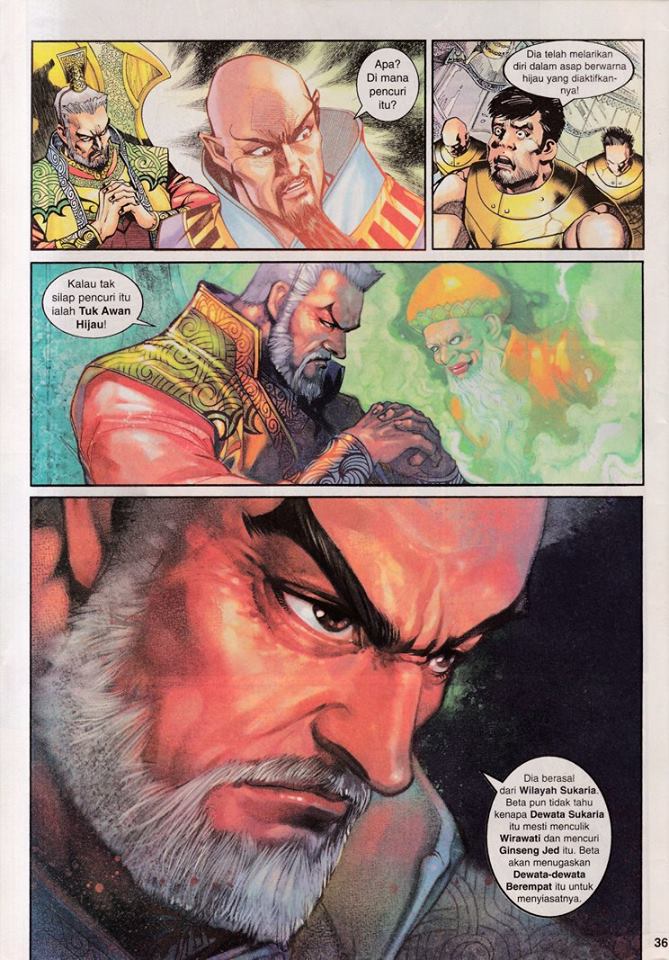 Apa?
Di mana
pencuri
itu?
Dia telah melarikan
diri dalam asap berwarna
hijau yang diaktifkan-
nya!
Kalau tak
silap pencuri itu
ialah Tuk Awan
Hijau!
Dia berasal
dari Wilayah Sukaria.
Beta pun tidak tahu
kenapa Dewata Sukaria
itu mesti menculik
Wirawati dan mencuri
Ginseng Jed itu. Beta
akan menugaskan
Dewata-dewata
Berempat itu untuk
menyiasatnya.
36